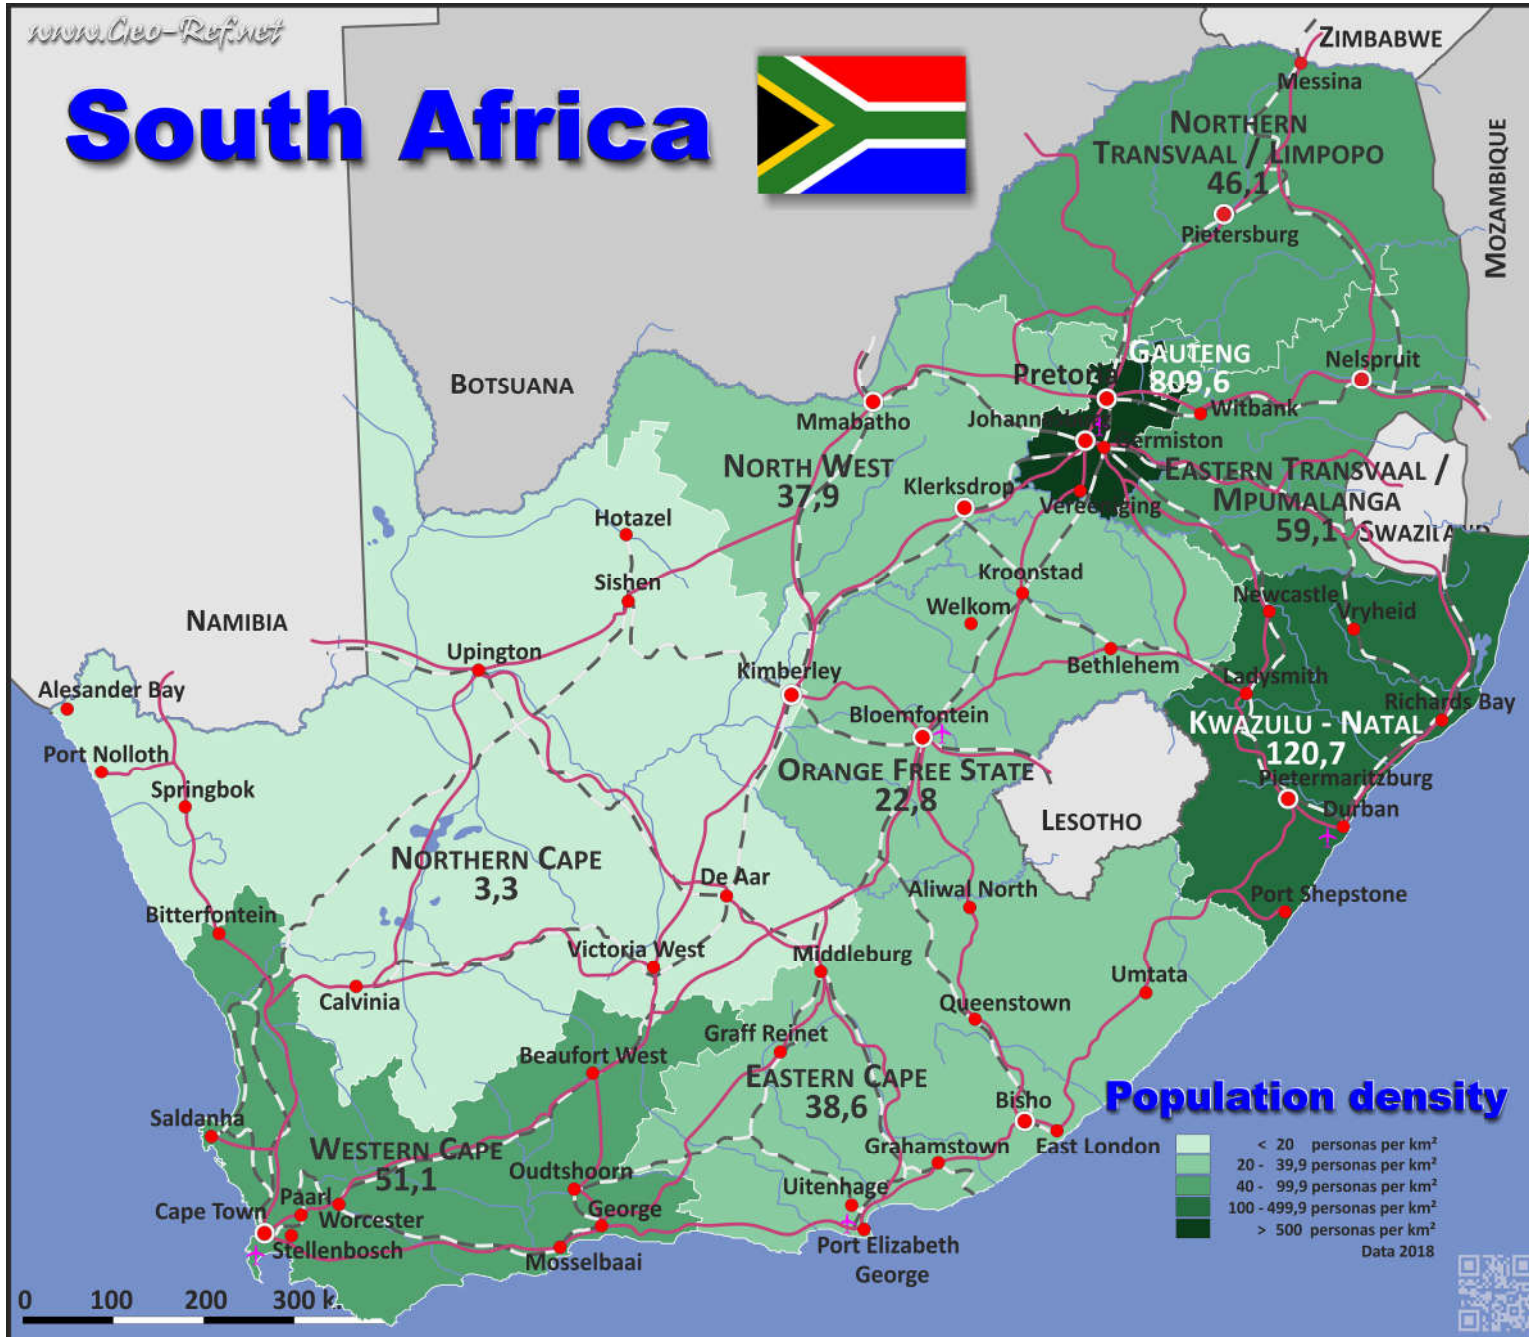 www.Geo-Ref.net
South Africa
ZIMBABWE
Messina
NORTHERN
TRANSVAAL / LIMPOPO
46,1
Pietersburg
MOZAMBIQUE
BOTSUANA
GAUTENG
809,6
Pretoria
Nelspruit
Mmabatho
Johann
Witbank
Germiston
NORTH WEST
37,9
Klerksdrop
EASTERN TRANSVAAL /
MPUMALANGA
59,1
Vereeniging
SWAZILAND
Hotazel
Sishen
Kroonstad
Welkom
Newcastle
Vryheid
NAMIBIA
Upington
Kimberley
Bethlehem
Ladysmith
Alesander Bay
Richards Bay
Bloemfontein
KWAZULU - NATAL
120,7
Port Nolloth
Springbok
ORANGE FREE STATE
22,8
Pietermaritzburg
Durban
LESOTHO
NORTHERN CAPE
3,3
De Aar
Aliwal North
Port Shepstone
Bitterfontein
Victoria West
Middleburg
Umtata
Calvinia
Queenstown
Graff Reinet
Beaufort West
EASTERN CAPE
38,6
Bisho
Population density
Saldanha
WESTERN CAPE
51,1
Grahamstown
East London
Oudtshoorn
Uitenhage
Paarl
Cape Town
Worcester
George
Stellenbosch
Mosselbaai
Port Elizabeth
George
< 20 personas per km²
20 - 39,9 personas per km²
40 - 99,9 personas per km²
100 - 499,9 personas per km²
> 500 personas per km²
Data 2018
0 100 200 300 k